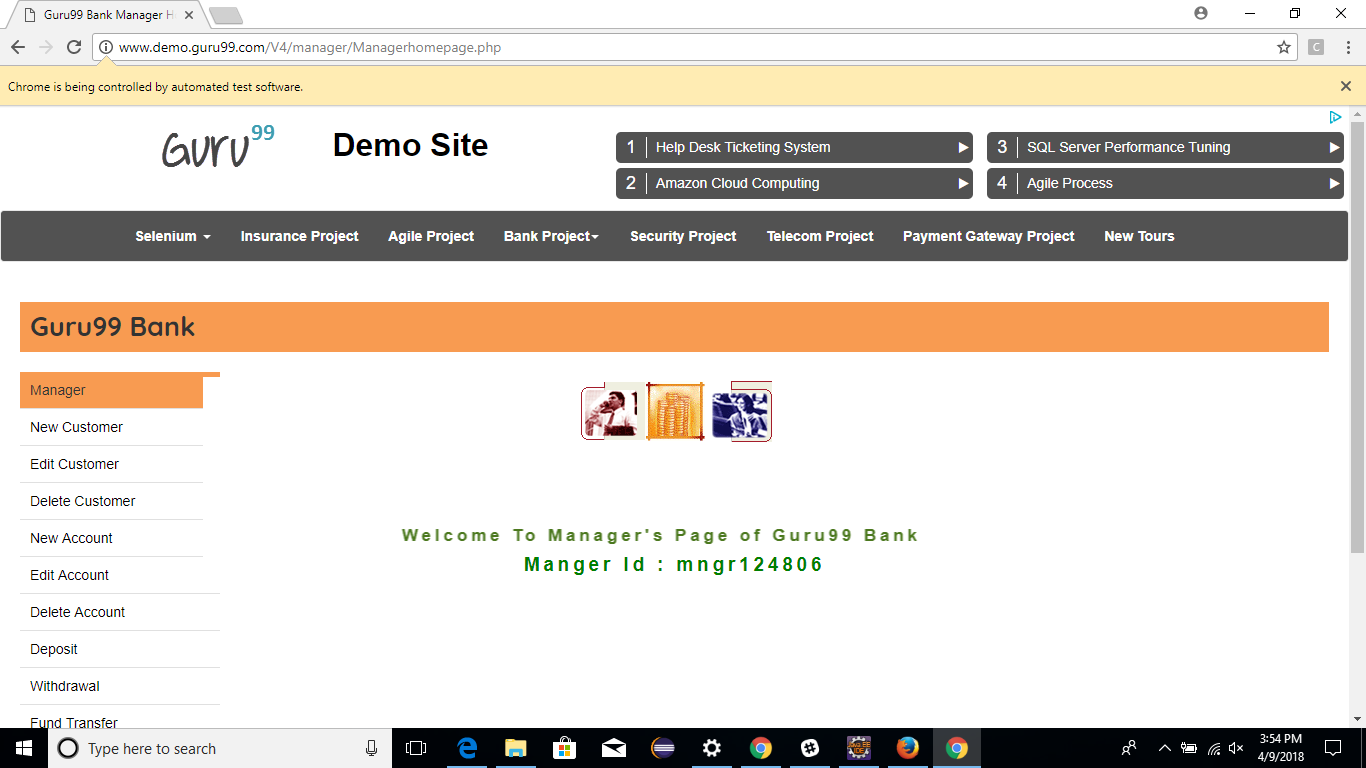 Guru99 Bank Manager H
www.demo.guru99.com/V4/manager/Managerhomepage.php
C
Chrome is being controlled by automated test software.
Guru99
Demo Site
1 Help Desk Ticketing System
3 SQL Server Performance Tuning
2 Amazon Cloud Computing
4 Agile Process
Selenium Insurance Project Agile Project Bank Project Security Project Telecom Project Payment Gateway Project New Tours
Guru99 Bank
Manager
New Customer
Edit Customer
Delete Customer
New Account
Edit Account
Delete Account
Deposit
Withdrawal
Fund Transfer
Welcome To Manager's Page of Guru99 Bank
Manger Id : mngr124806
Type here to search
3:54 PM
4/9/2018